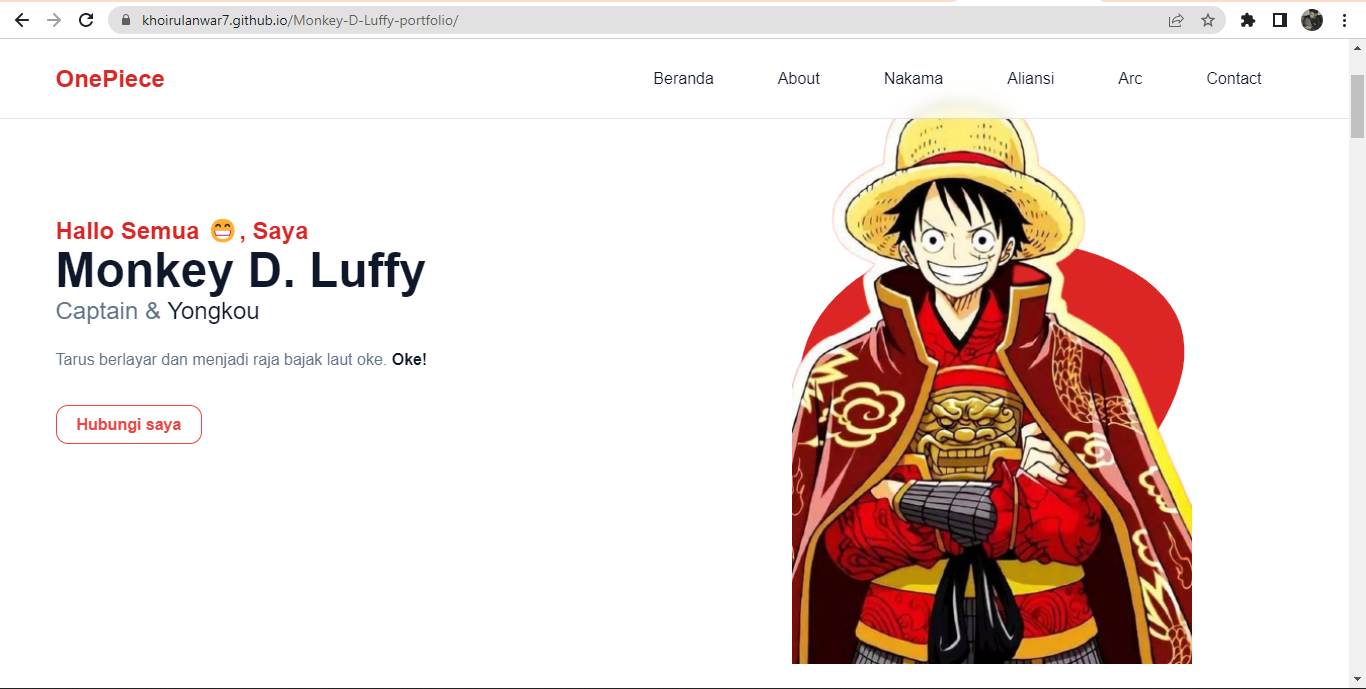 khoirulanwar7.github.io/Monkey-D-Luffy-portfolio/
OnePiece
Beranda About Nakama Aliansi Arc Contact
Hallo Semua 😁, Saya
Monkey D. Luffy
Captain & Yongkou
Tarus berlayar dan menjadi raja bajak laut oke. Oke!
Hubungi saya